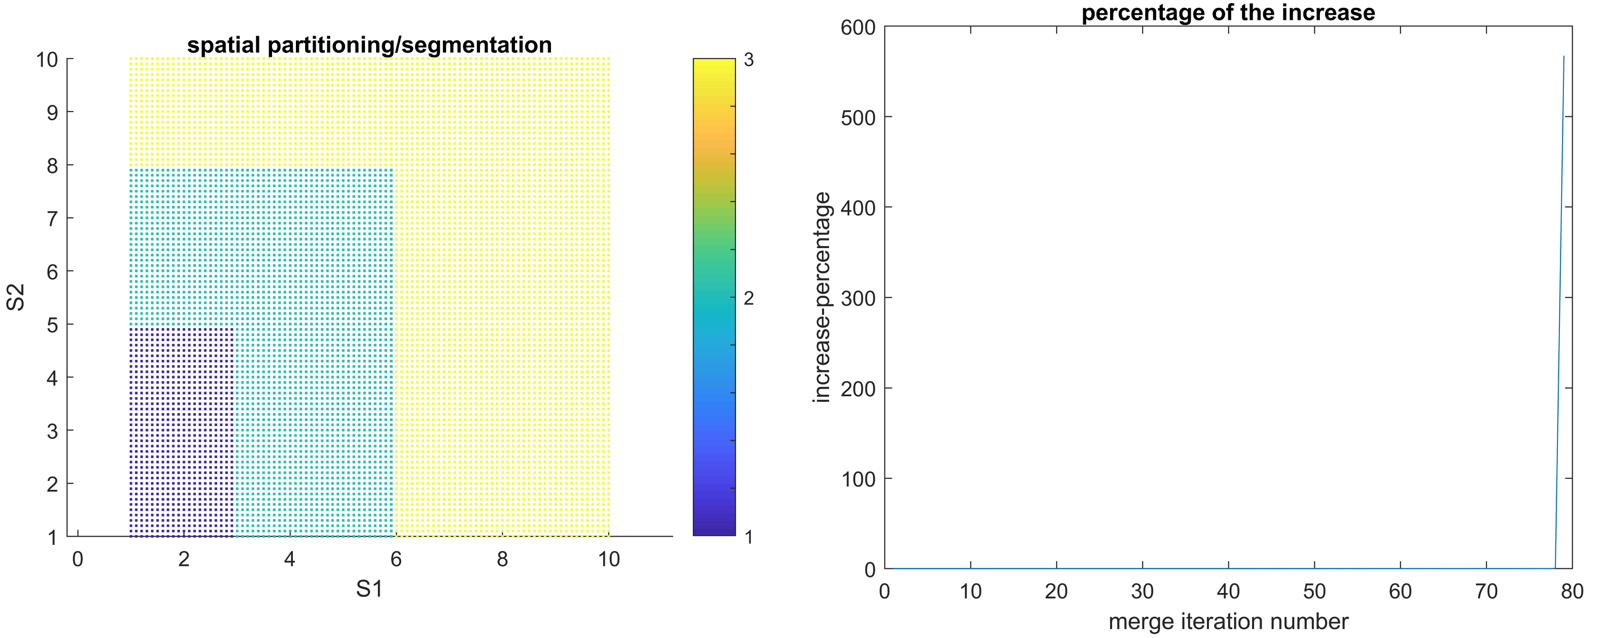 spatial partitioning/segmentation
10
9
8
7
6
5
4
3
2
1
S2
0 2 4 6 8 10
S1
3
2
1
percentage of the increase
600
500
400
300
200
100
0
increase-percentage
0 10 20 30 40 50 60 70 80
merge iteration number